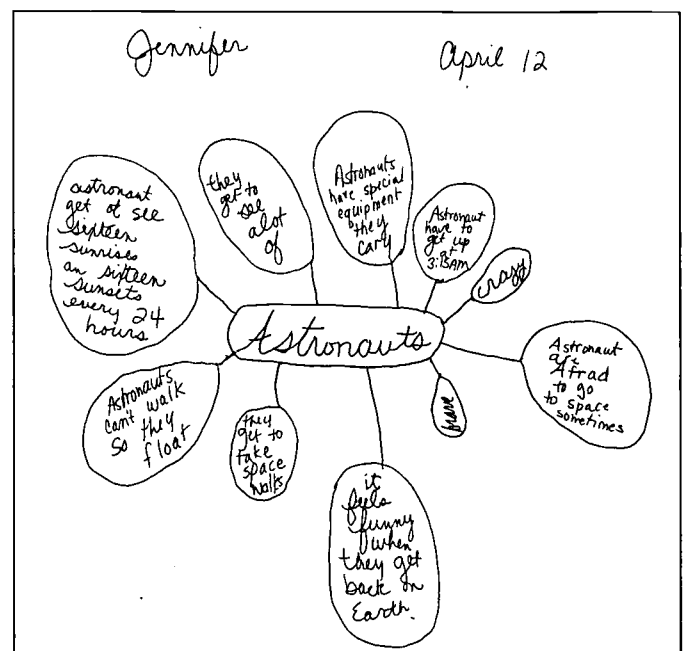 Jennifer
April 12
astronaut
get ot see
sixteen
sunrises
an sixteen
sunsets
every 24
hours
they
get to
see
alot
of
Astronauts
have special
equipment
they
cary
Astronaut
have to
get up
at
3:15AM
crazy
Astronauts
Astronaut
are
Afrad
to go
to space
sometimes
brave
it
feels
funny
when
they get
back on
Earth.
they
get to
take
space
walks
Astronauts
can't walk
so they
float